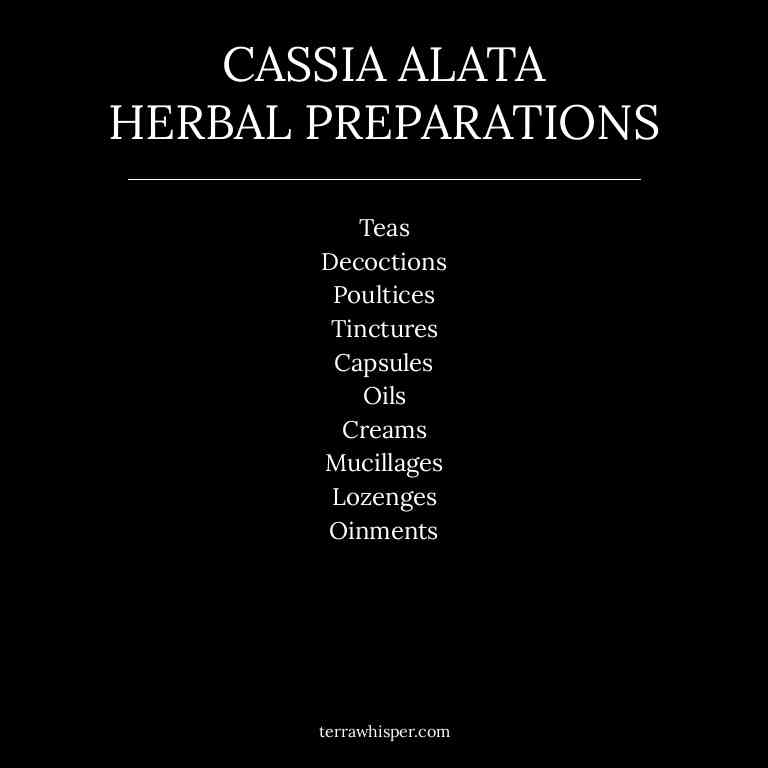 CASSIA ALATA
HERBAL PREPARATIONS
Teas
Decoctions
Poultices
Tinctures
Capsules
Oils
Creams
Mucillages
Lozenges
Oinments
terrawhisper.com